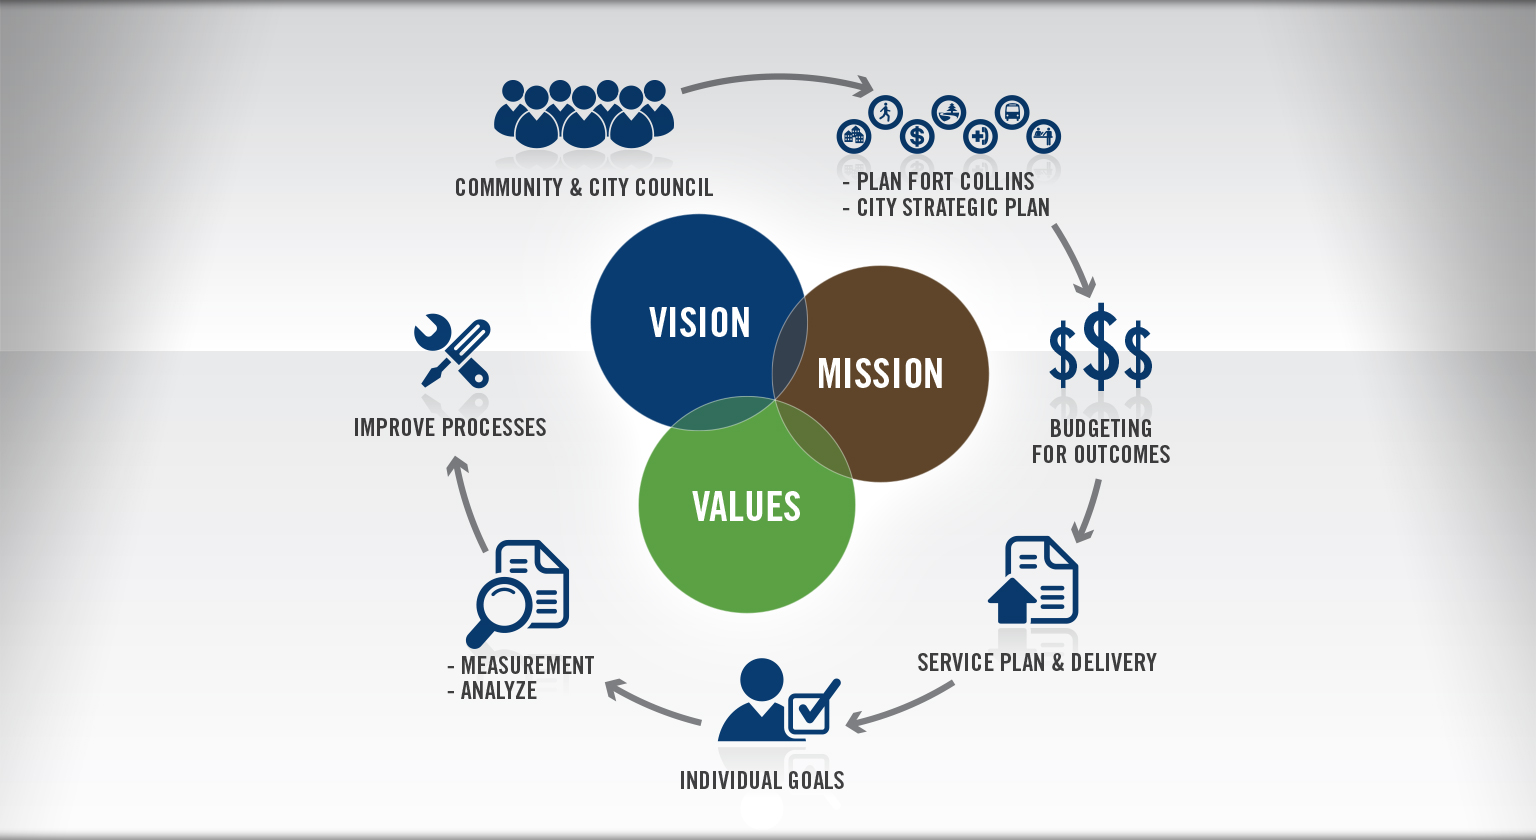 COMMUNITY & CITY COUNCIL
- PLAN FORT COLLINS
- CITY STRATEGIC PLAN
VISION
MISSION
VALUES
BUDGETING
FOR OUTCOMES
SERVICE PLAN & DELIVERY
INDIVIDUAL GOALS
- MEASUREMENT
- ANALYZE
IMPROVE PROCESSES